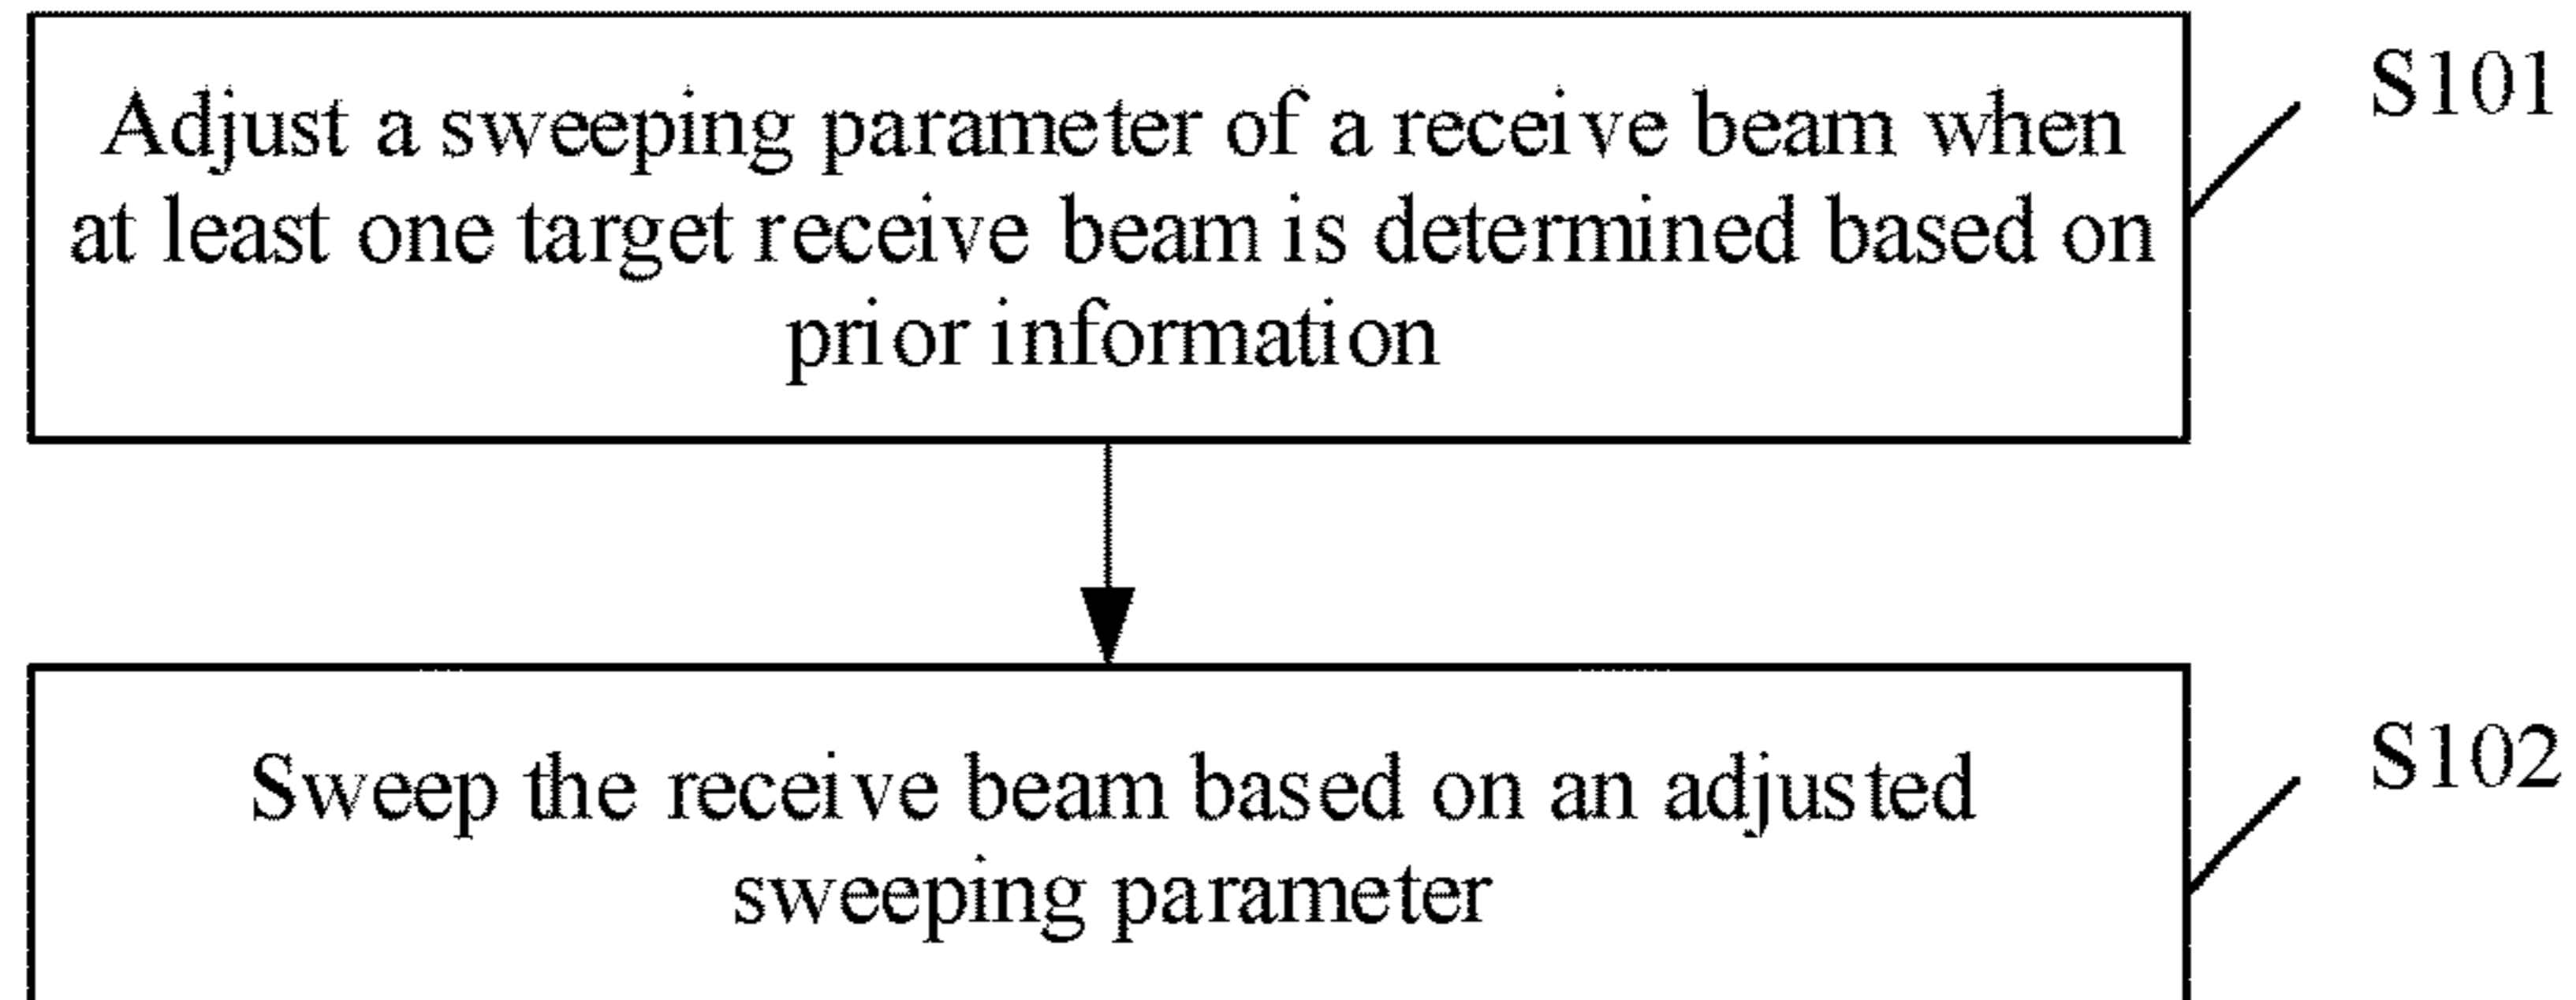 Adjust a sweeping parameter of a receive beam when
at least one target receive beam is determined based on
prior information
S101
Sweep the receive beam based on an adjusted
sweeping parameter
S102